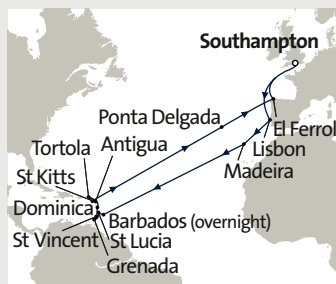 Southampton
Ponta Delgada
El Ferrol
Tortola
Antigua
Lisbon
St Kitts
Madeira
Dominica
Barbados (overnight)
St Vincent
St Lucia
Grenada